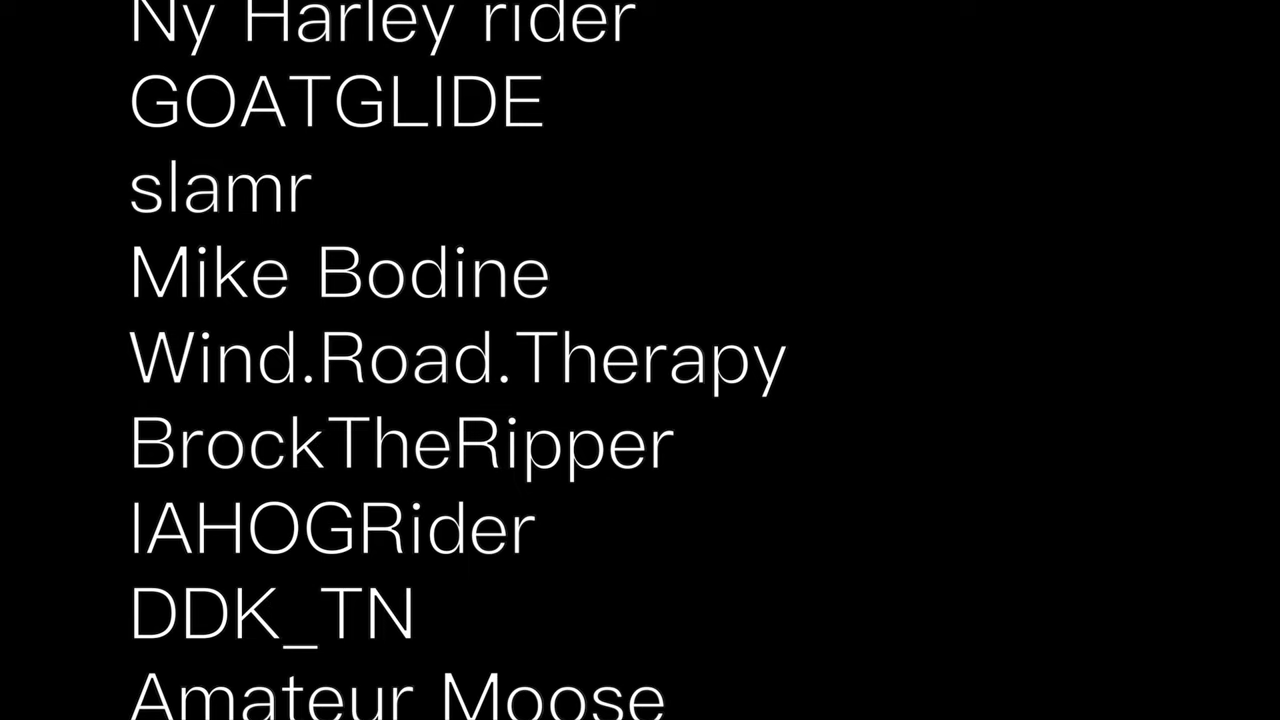 Ny Harley rider
GOATGLIDE
slamr
Mike Bodine
Wind.Road.Therapy
BrockTheRipper
IAHOGRider
DDK_TN
Amateur Moose